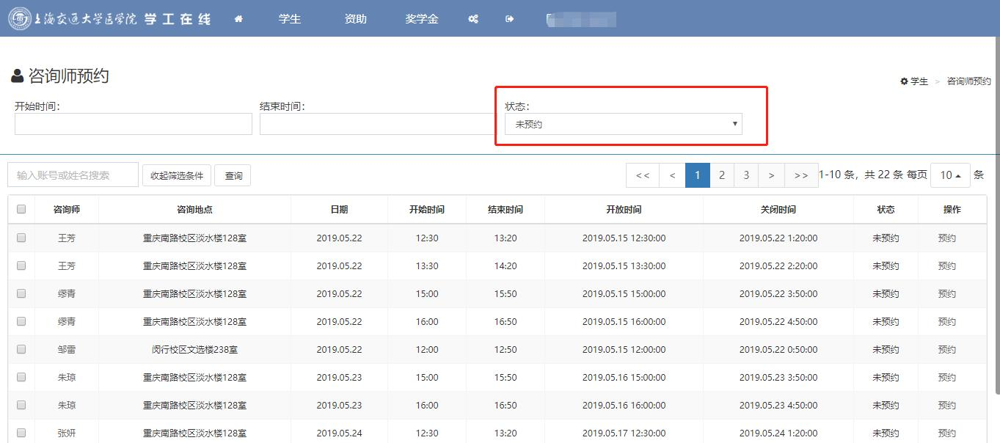 上海交通大学医学院 学工在线 学生 资助 奖学金
咨询师预约
学生 > 咨询师预约
开始时间： 结束时间： 状态：
未预约
输入账号或姓名搜索 收起筛选条件 查询 << < 1 2 3 > >> 1-10 条，共 22 条 每页 10 条
咨询师 咨询地点 日期 开始时间 结束时间 开放时间 关闭时间 状态 操作
王芳 重庆南路校区淡水楼128室 2019.05.22 12:30 13:20 2019.05.15 12:30:00 2019.05.22 1:20:00 未预约 预约
王芳 重庆南路校区淡水楼128室 2019.05.22 13:30 14:20 2019.05.15 13:30:00 2019.05.22 2:20:00 未预约 预约
缪青 重庆南路校区淡水楼128室 2019.05.22 15:00 15:50 2019.05.15 15:00:00 2019.05.22 3:50:00 未预约 预约
缪青 重庆南路校区淡水楼128室 2019.05.22 16:00 16:50 2019.05.15 16:00:00 2019.05.22 4:50:00 未预约 预约
邹雷 闵行校区文选楼238室 2019.05.22 12:00 12:50 2019.05.15 12:00:00 2019.05.22 0:50:00 未预约 预约
朱琼 重庆南路校区淡水楼128室 2019.05.23 15:00 15:50 2019.05.16 15:00:00 2019.05.23 3:50:00 未预约 预约
朱琼 重庆南路校区淡水楼128室 2019.05.23 16:00 16:50 2019.05.16 16:00:00 2019.05.23 4:50:00 未预约 预约
张妍 重庆南路校区淡水楼128室 2019.05.24 12:30 13:20 2019.05.17 12:30:00 2019.05.24 1:20:00 未预约 预约